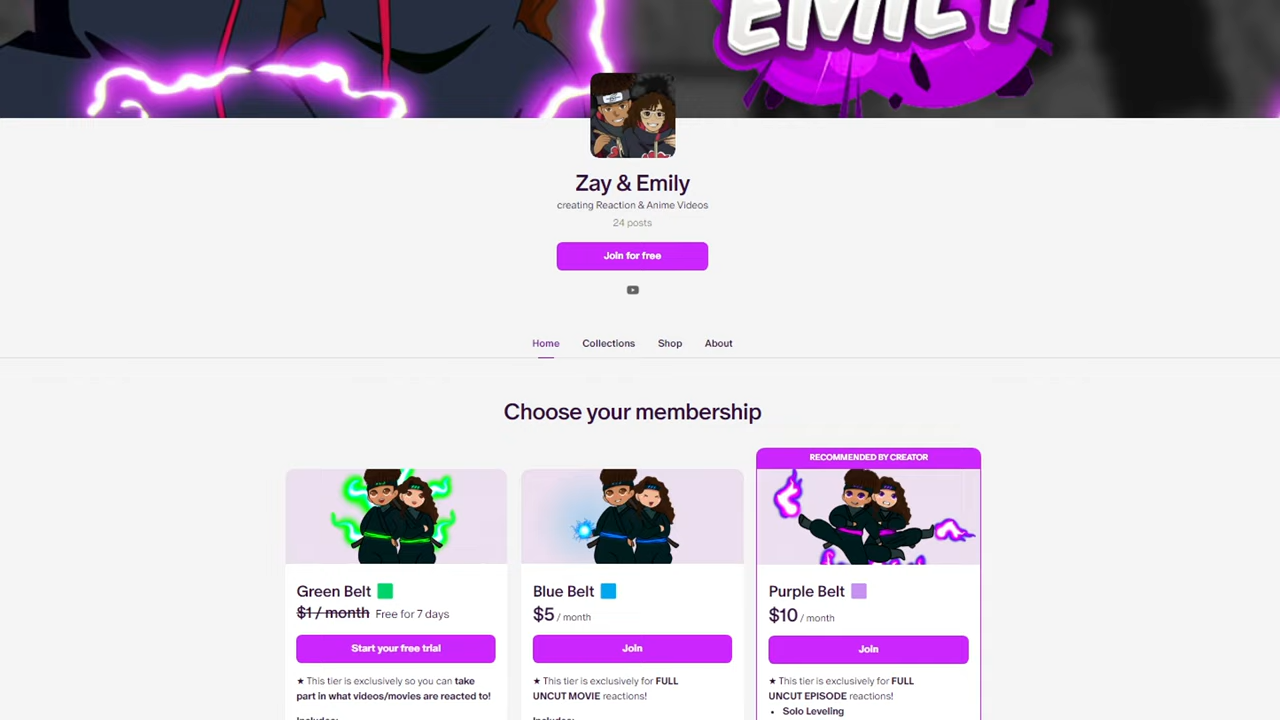 EMILY
Zay & Emily
creating Reaction & Anime Videos
24 posts
Join for free
Home Collections Shop About
Choose your membership
RECOMMENDED BY CREATOR
Green Belt
$1 / month Free for 7 days
Start your free trial
★ This tier is exclusively so you can take
part in what videos/movies are reacted to!
Includes:
Blue Belt
$5 / month
Join
★ This tier is exclusively for FULL
UNCUT MOVIE reactions!
Includes:
Purple Belt
$10 / month
Join
★ This tier is exclusively for FULL
UNCUT EPISODE reactions!
• Solo Leveling